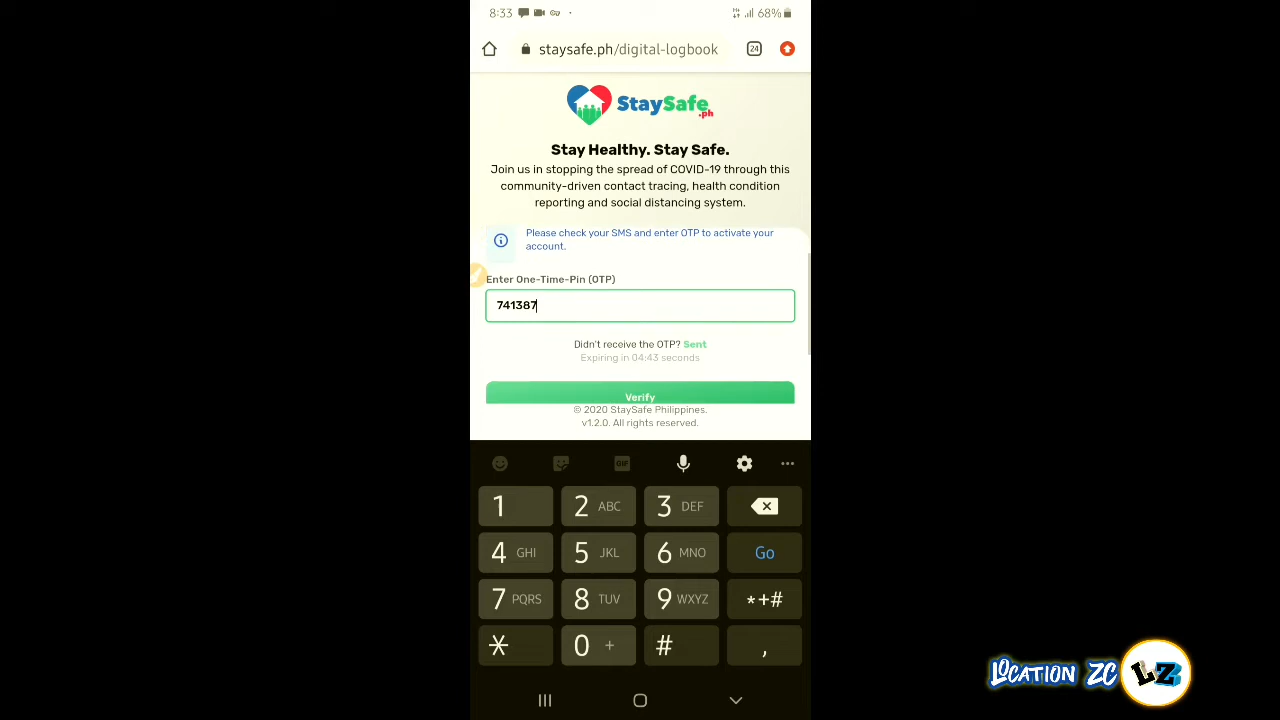 8:33
68%
staysafe.ph/digital-logbook
24
StaySafe.ph
Stay Healthy. Stay Safe.
Join us in stopping the spread of COVID-19 through this
community-driven contact tracing, health condition
reporting and social distancing system.
Please check your SMS and enter OTP to activate your
account.
Enter One-Time-Pin (OTP)
741387
Didn't receive the OTP? Sent
Expiring in 04:43 seconds
Verify
© 2020 StaySafe Philippines.
v1.2.0. All rights reserved.
GIF
1 2 ABC 3 DEF
4 GHI 5 JKL 6 MNO Go
7 PQRS 8 TUV 9 WXYZ *+#
* 0 + # ,
LOCATION ZC LZ